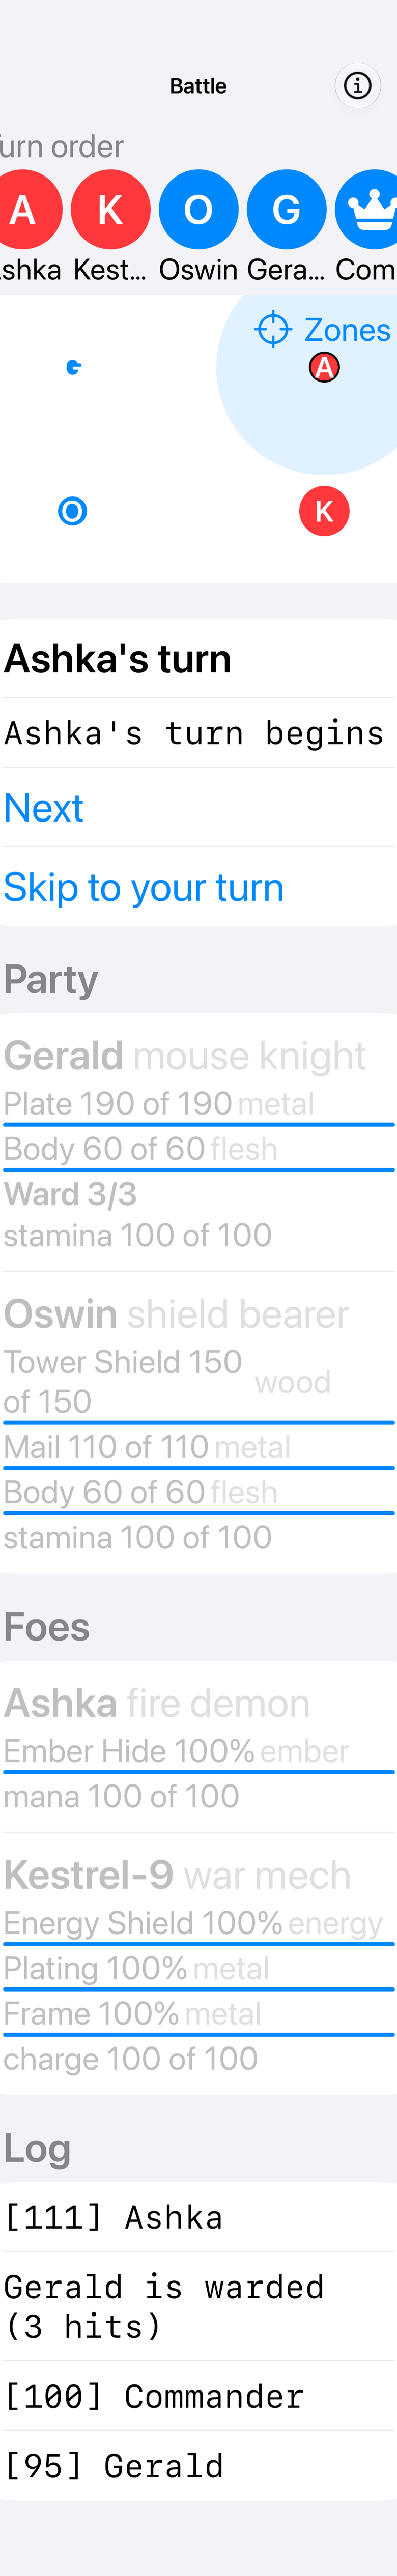 Battle
urn order
A
K
O
G
shka
Kest...
Oswin
Gera...
Com
Zones
G
A
O
K
Ashka's turn
Ashka's turn begins
Next
Skip to your turn
Party
Gerald mouse knight
Plate 190 of 190 metal
Body 60 of 60 flesh
Ward 3/3
stamina 100 of 100
Oswin shield bearer
Tower Shield 150
of 150
wood
Mail 110 of 110 metal
Body 60 of 60 flesh
stamina 100 of 100
Foes
Ashka fire demon
Ember Hide 100% ember
mana 100 of 100
Kestrel-9 war mech
Energy Shield 100% energy
Plating 100% metal
Frame 100% metal
charge 100 of 100
Log
[111] Ashka
Gerald is warded
(3 hits)
[100] Commander
[95] Gerald